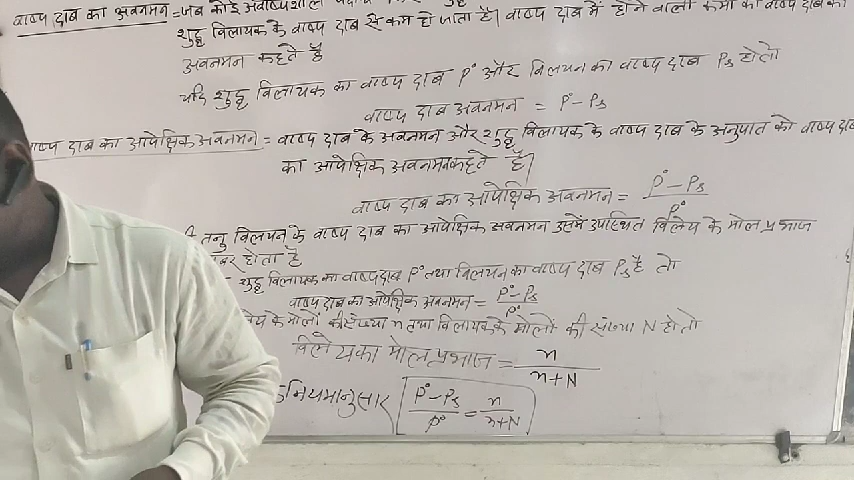 वाष्प दाब का अवनमन = जब कोई अवाष्पशील
शुद्ध विलायक के वाष्प दाब से कम हो जाता है। वाष्प दाब में होने वाली कमी को वाष्प दाब का
अवनमन कहते है
यदि शुद्ध विलायक का वाष्प दाब P° और विलयन का वाष्प दाब Ps हो तो
वाष्प दाब अवनमन = P° - Ps
वाष्प दाब का आपेक्षिक अवनमन = वाष्प दाब के अवनमन और शुद्ध विलायक के वाष्प दाब के अनुपात को वाष्प दाब
का आपेक्षिक अवनमन कहते हैं।
वाष्प दाब का आपेक्षिक अवनमन = P° - Ps / P°
तनु विलयन के वाष्प दाब का आपेक्षिक अवनमन उसमें उपस्थित विलेय के मोल प्रभाज
होता है
शुद्ध विलायक का वाष्प दाब P° तथा विलयन का वाष्प दाब Ps है तो
वाष्प दाब का आपेक्षिक अवनमन = P° - Ps / P°
के मोलों की संख्या n तथा विलायक के मोलों की संख्या N हो तो
विलेय का मोल प्रभाज = n / n+N
नियमानुसार P° - Ps / P° = n / n+N